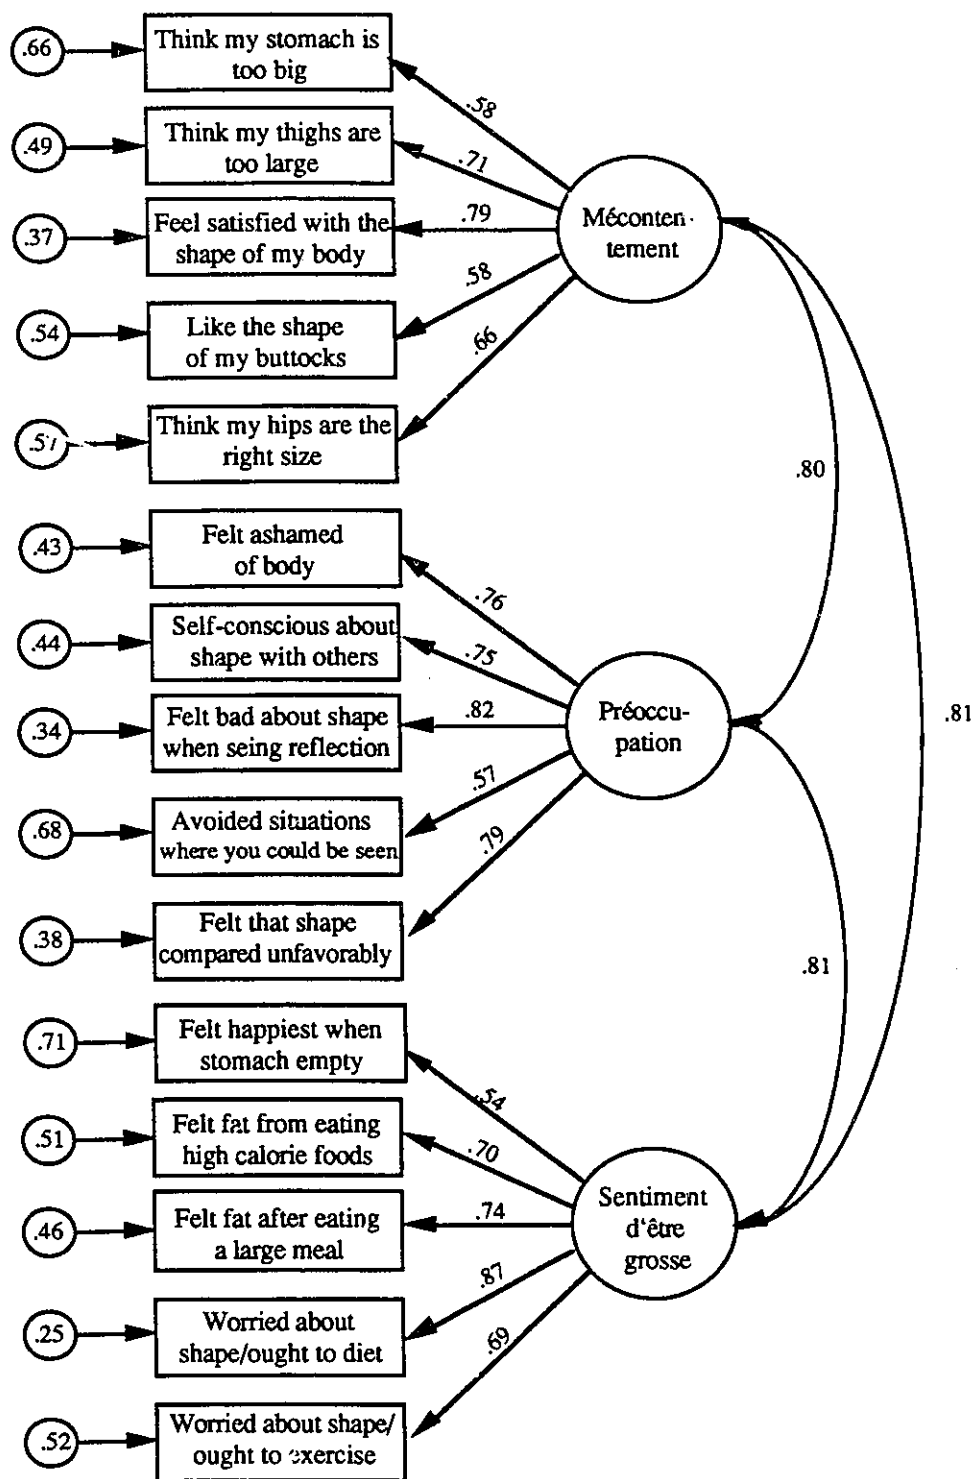 .66
Think my stomach is
too big
.58
.49
Think my thighs are
too large
.71
.37
Feel satisfied with the
shape of my body
.79
Méconten-
tement
.54
Like the shape
of my buttocks
.58
Think my hips are the
right size
.66
.80
.43
Felt ashamed
of body
.76
.44
Self-conscious about
shape with others
.75
.34
Felt bad about shape
when seing reflection
.82
Préoccu-
pation
.81
.68
Avoided situations
where you could be seen
.57
.38
Felt that shape
compared unfavorably
.79
.81
.71
Felt happiest when
stomach empty
.54
.51
Felt fat from eating
high calorie foods
.70
.46
Felt fat after eating
a large meal
.74
Sentiment
d'être
grosse
.25
Worried about
shape/ought to diet
.87
.52
Worried about shape/
ought to exercise
.69